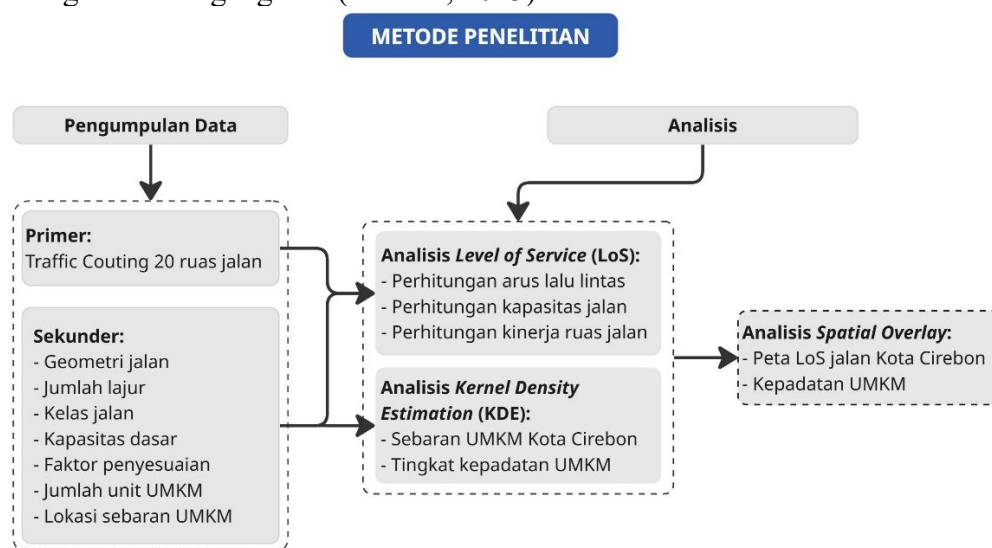 METODE PENELITIAN
Pengumpulan Data
Primer:
Traffic Couting 20 ruas jalan
Sekunder:
- Geometri jalan
- Jumlah lajur
- Kelas jalan
- Kapasitas dasar
- Faktor penyesuaian
- Jumlah unit UMKM
- Lokasi sebaran UMKM
Analisis
Analisis Level of Service (LoS):
- Perhitungan arus lalu lintas
- Perhitungan kapasitas jalan
- Perhitungan kinerja ruas jalan
Analisis Kernel Density
Estimation (KDE):
- Sebaran UMKM Kota Cirebon
- Tingkat kepadatan UMKM
Analisis Spatial Overlay:
- Peta LoS jalan Kota Cirebon
- Kepadatan UMKM